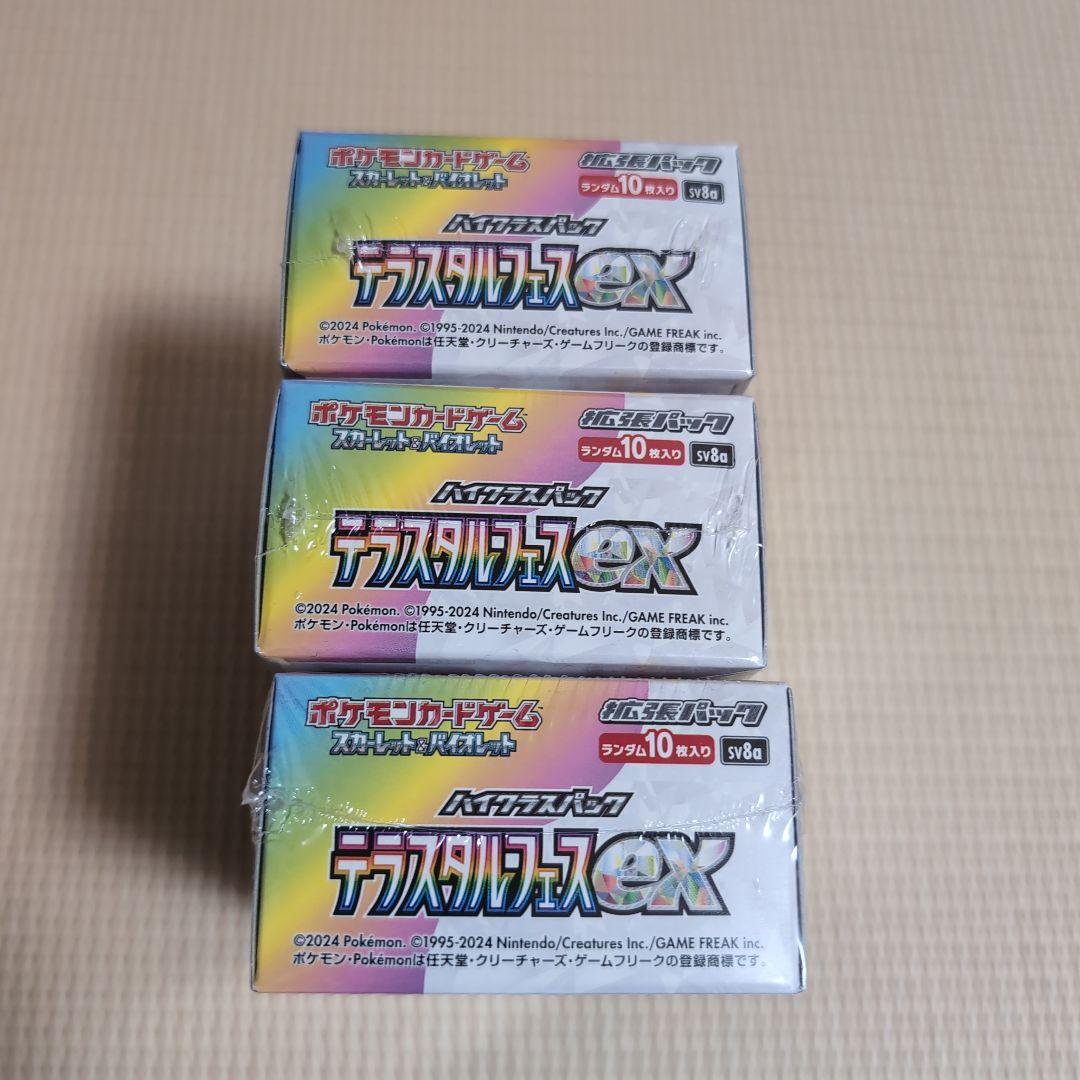 ポケモンカードゲーム 拡張パック
スカーレット&バイオレット ランダム10枚入り sv8a
ハイクラスパック
テラスタルフェスex
©2024 Pokémon. ©1995-2024 Nintendo/Creatures Inc./GAME FREAK inc.
ポケモン・Pokémonは任天堂・クリーチャーズ・ゲームフリークの登録商標です。
ポケモンカードゲーム 拡張パック
スカーレット&バイオレット ランダム10枚入り sv8a
ハイクラスパック
テラスタルフェスex
©2024 Pokémon. ©1995-2024 Nintendo/Creatures Inc./GAME FREAK inc.
ポケモン・Pokémonは任天堂・クリーチャーズ・ゲームフリークの登録商標です。
ポケモンカードゲーム 拡張パック
スカーレット&バイオレット ランダム10枚入り sv8a
ハイクラスパック
テラスタルフェスex
©2024 Pokémon. ©1995-2024 Nintendo/Creatures Inc./GAME FREAK inc.
ポケモン・Pokémonは任天堂・クリーチャーズ・ゲームフリークの登録商標です。